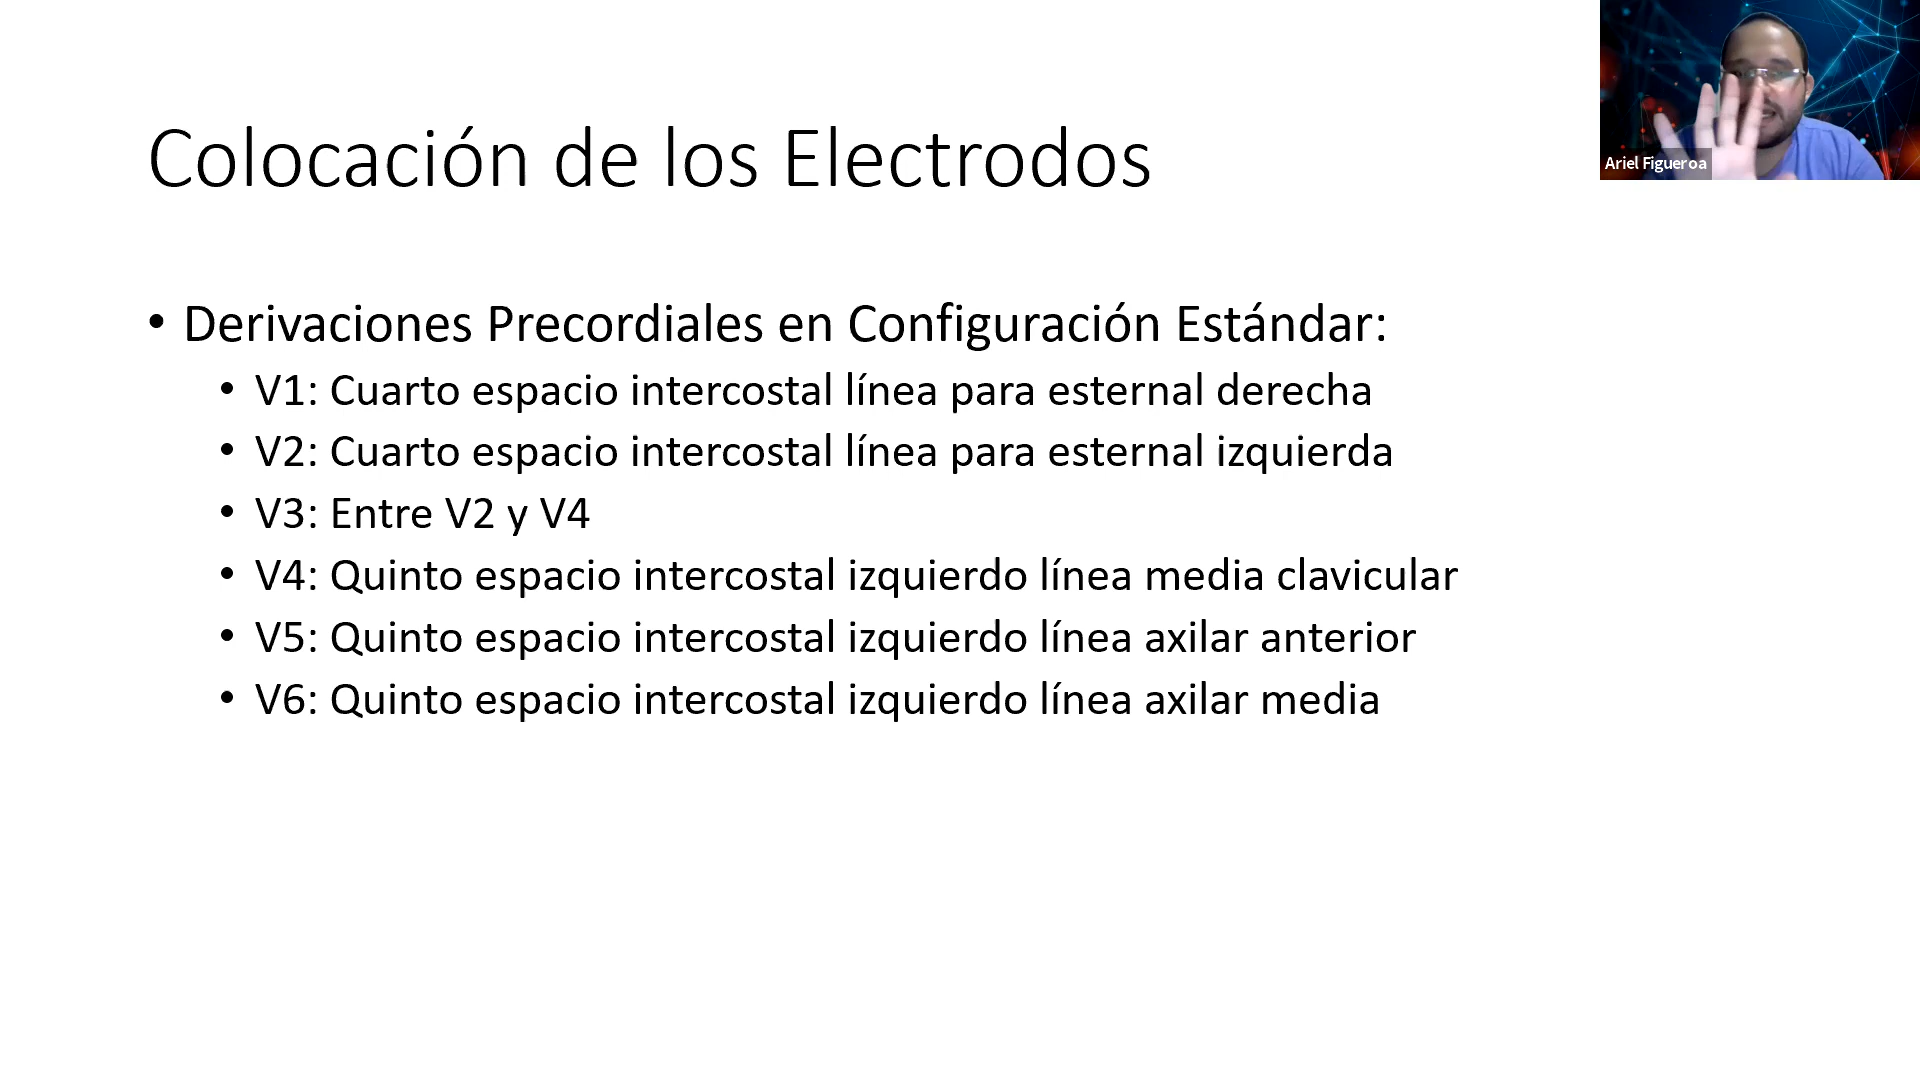 Colocación de los Electrodos
Ariel Figueroa
• Derivaciones Precordiales en Configuración Estándar:
• V1: Cuarto espacio intercostal línea para esternal derecha
• V2: Cuarto espacio intercostal línea para esternal izquierda
• V3: Entre V2 y V4
• V4: Quinto espacio intercostal izquierdo línea media clavicular
• V5: Quinto espacio intercostal izquierdo línea axilar anterior
• V6: Quinto espacio intercostal izquierdo línea axilar media